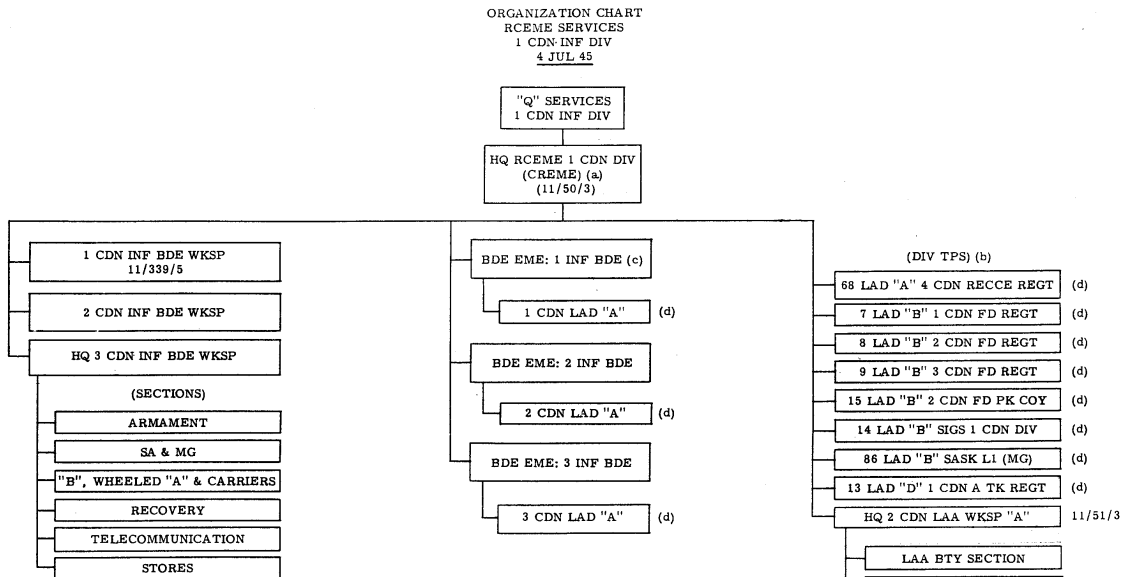 ORGANIZATION CHART
RCEME SERVICES
1 CDN INF DIV
4 JUL 45
"Q" SERVICES
1 CDN INF DIV
HQ RCEME 1 CDN DIV
(CREME) (a)
(11/50/3)
1 CDN INF BDE WKSP
11/339/5
2 CDN INF BDE WKSP
HQ 3 CDN INF BDE WKSP
(SECTIONS)
ARMAMENT
SA & MG
"B", WHEELED "A" & CARRIERS
RECOVERY
TELECOMMUNICATION
STORES
BDE EME: 1 INF BDE (c)
1 CDN LAD "A" (d)
BDE EME: 2 INF BDE
2 CDN LAD "A" (d)
BDE EME: 3 INF BDE
3 CDN LAD "A" (d)
(DIV TPS) (b)
68 LAD "A" 4 CDN RECCE REGT (d)
7 LAD "B" 1 CDN FD REGT (d)
8 LAD "B" 2 CDN FD REGT (d)
9 LAD "B" 3 CDN FD REGT (d)
15 LAD "B" 2 CDN FD PK COY (d)
14 LAD "B" SIGS 1 CDN DIV (d)
86 LAD "B" SASK L1 (MG) (d)
13 LAD "D" 1 CDN A TK REGT (d)
HQ 2 CDN LAA WKSP "A" 11/51/3
LAA BTY SECTION